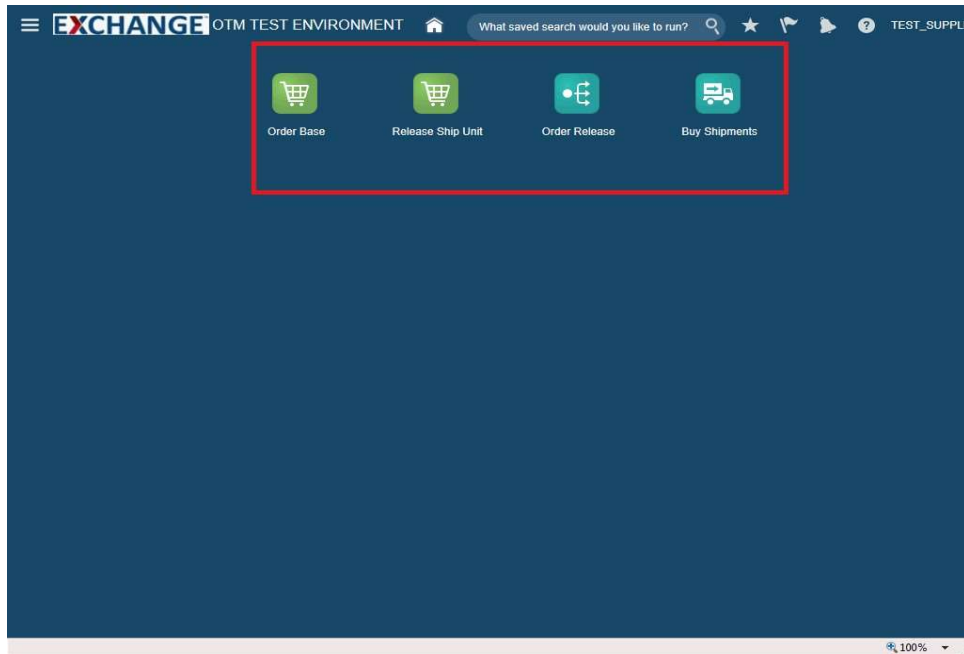 EXCHANGE OTM TEST ENVIRONMENT What saved search would you like to run? ? TEST_SUPPL
Order Base Release Ship Unit Order Release Buy Shipments
100%